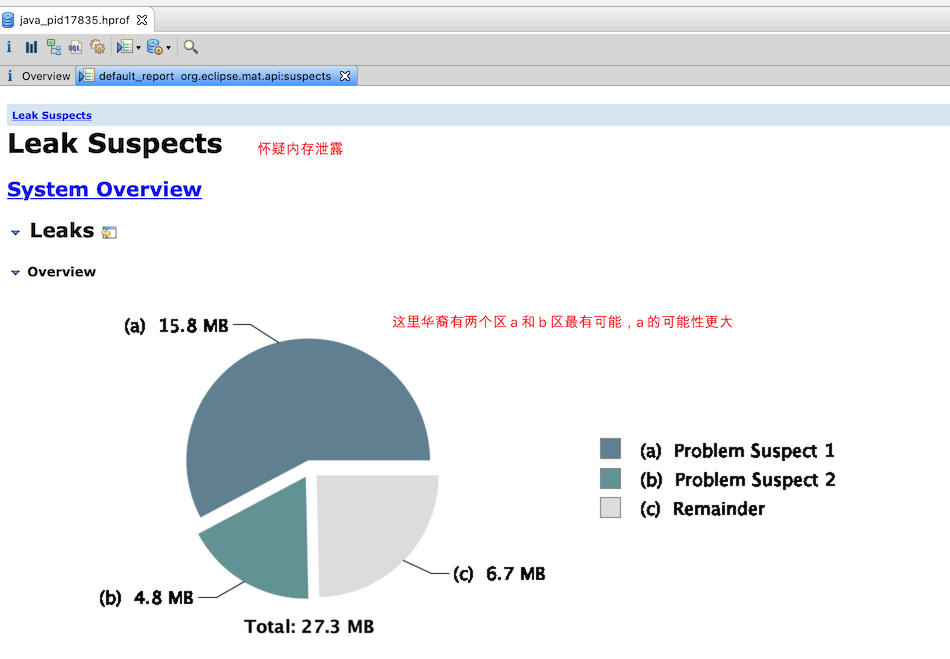 java_pid17835.hprof
i OQL
i Overview default_report org.eclipse.mat.api:suspects
Leak Suspects
Leak Suspects 怀疑内存泄露
System Overview
Leaks
Overview
(a) 15.8 MB
这里华裔有两个区 a 和 b 区最有可能，a 的可能性更大
(a) Problem Suspect 1
(b) Problem Suspect 2
(c) Remainder
(c) 6.7 MB
(b) 4.8 MB
Total: 27.3 MB